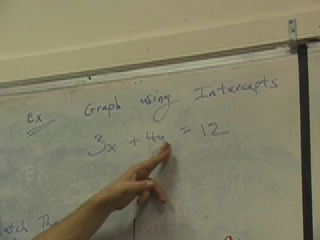 ex Graph using Intercepts
3x + 4y = 12